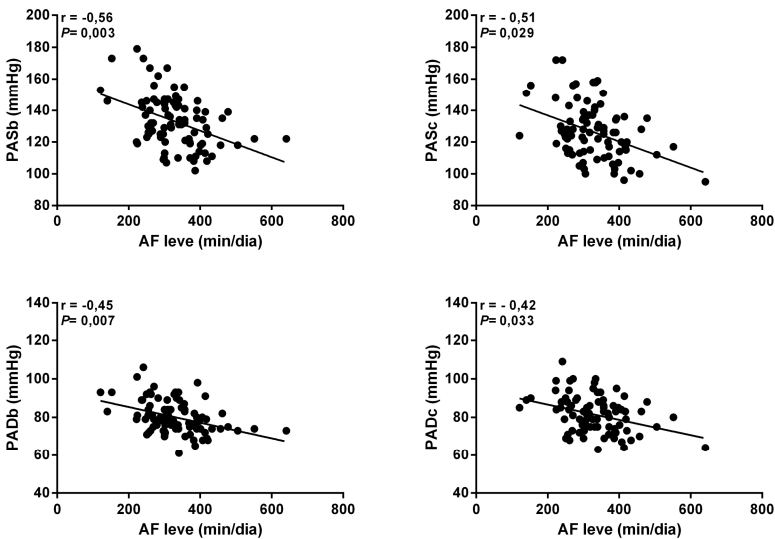 r = -0,56
P= 0,003
200
180
160
140
120
100
80
PASb (mmHg)
0
200
400
600
800
AF leve (min/dia)
r = - 0,51
P= 0,029
200
180
160
140
120
100
80
PASc (mmHg)
0
200
400
600
800
AF leve (min/dia)
r = -0,45
P= 0,007
140
120
100
80
60
40
PADb (mmHg)
0
200
400
600
800
AF leve (min/dia)
r = - 0,42
P= 0,033
140
120
100
80
60
40
PADc (mmHg)
0
200
400
600
800
AF leve (min/dia)